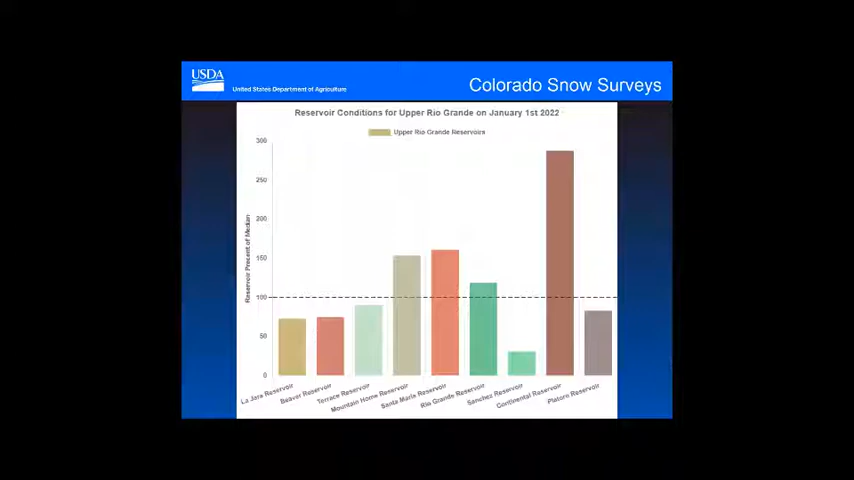 USDA
United States Department of Agriculture
Colorado Snow Surveys
Reservoir Conditions for Upper Rio Grande on January 1st 2022
Upper Rio Grande Reservoirs
Reservoir Percent of Median
300
250
200
150
100
50
0
La Jara Reservoir
Beaver Reservoir
Terrace Reservoir
Mountain Home Reservoir
Santa Maria Reservoir
Rio Grande Reservoir
Sanchez Reservoir
Continental Reservoir
Platoro Reservoir